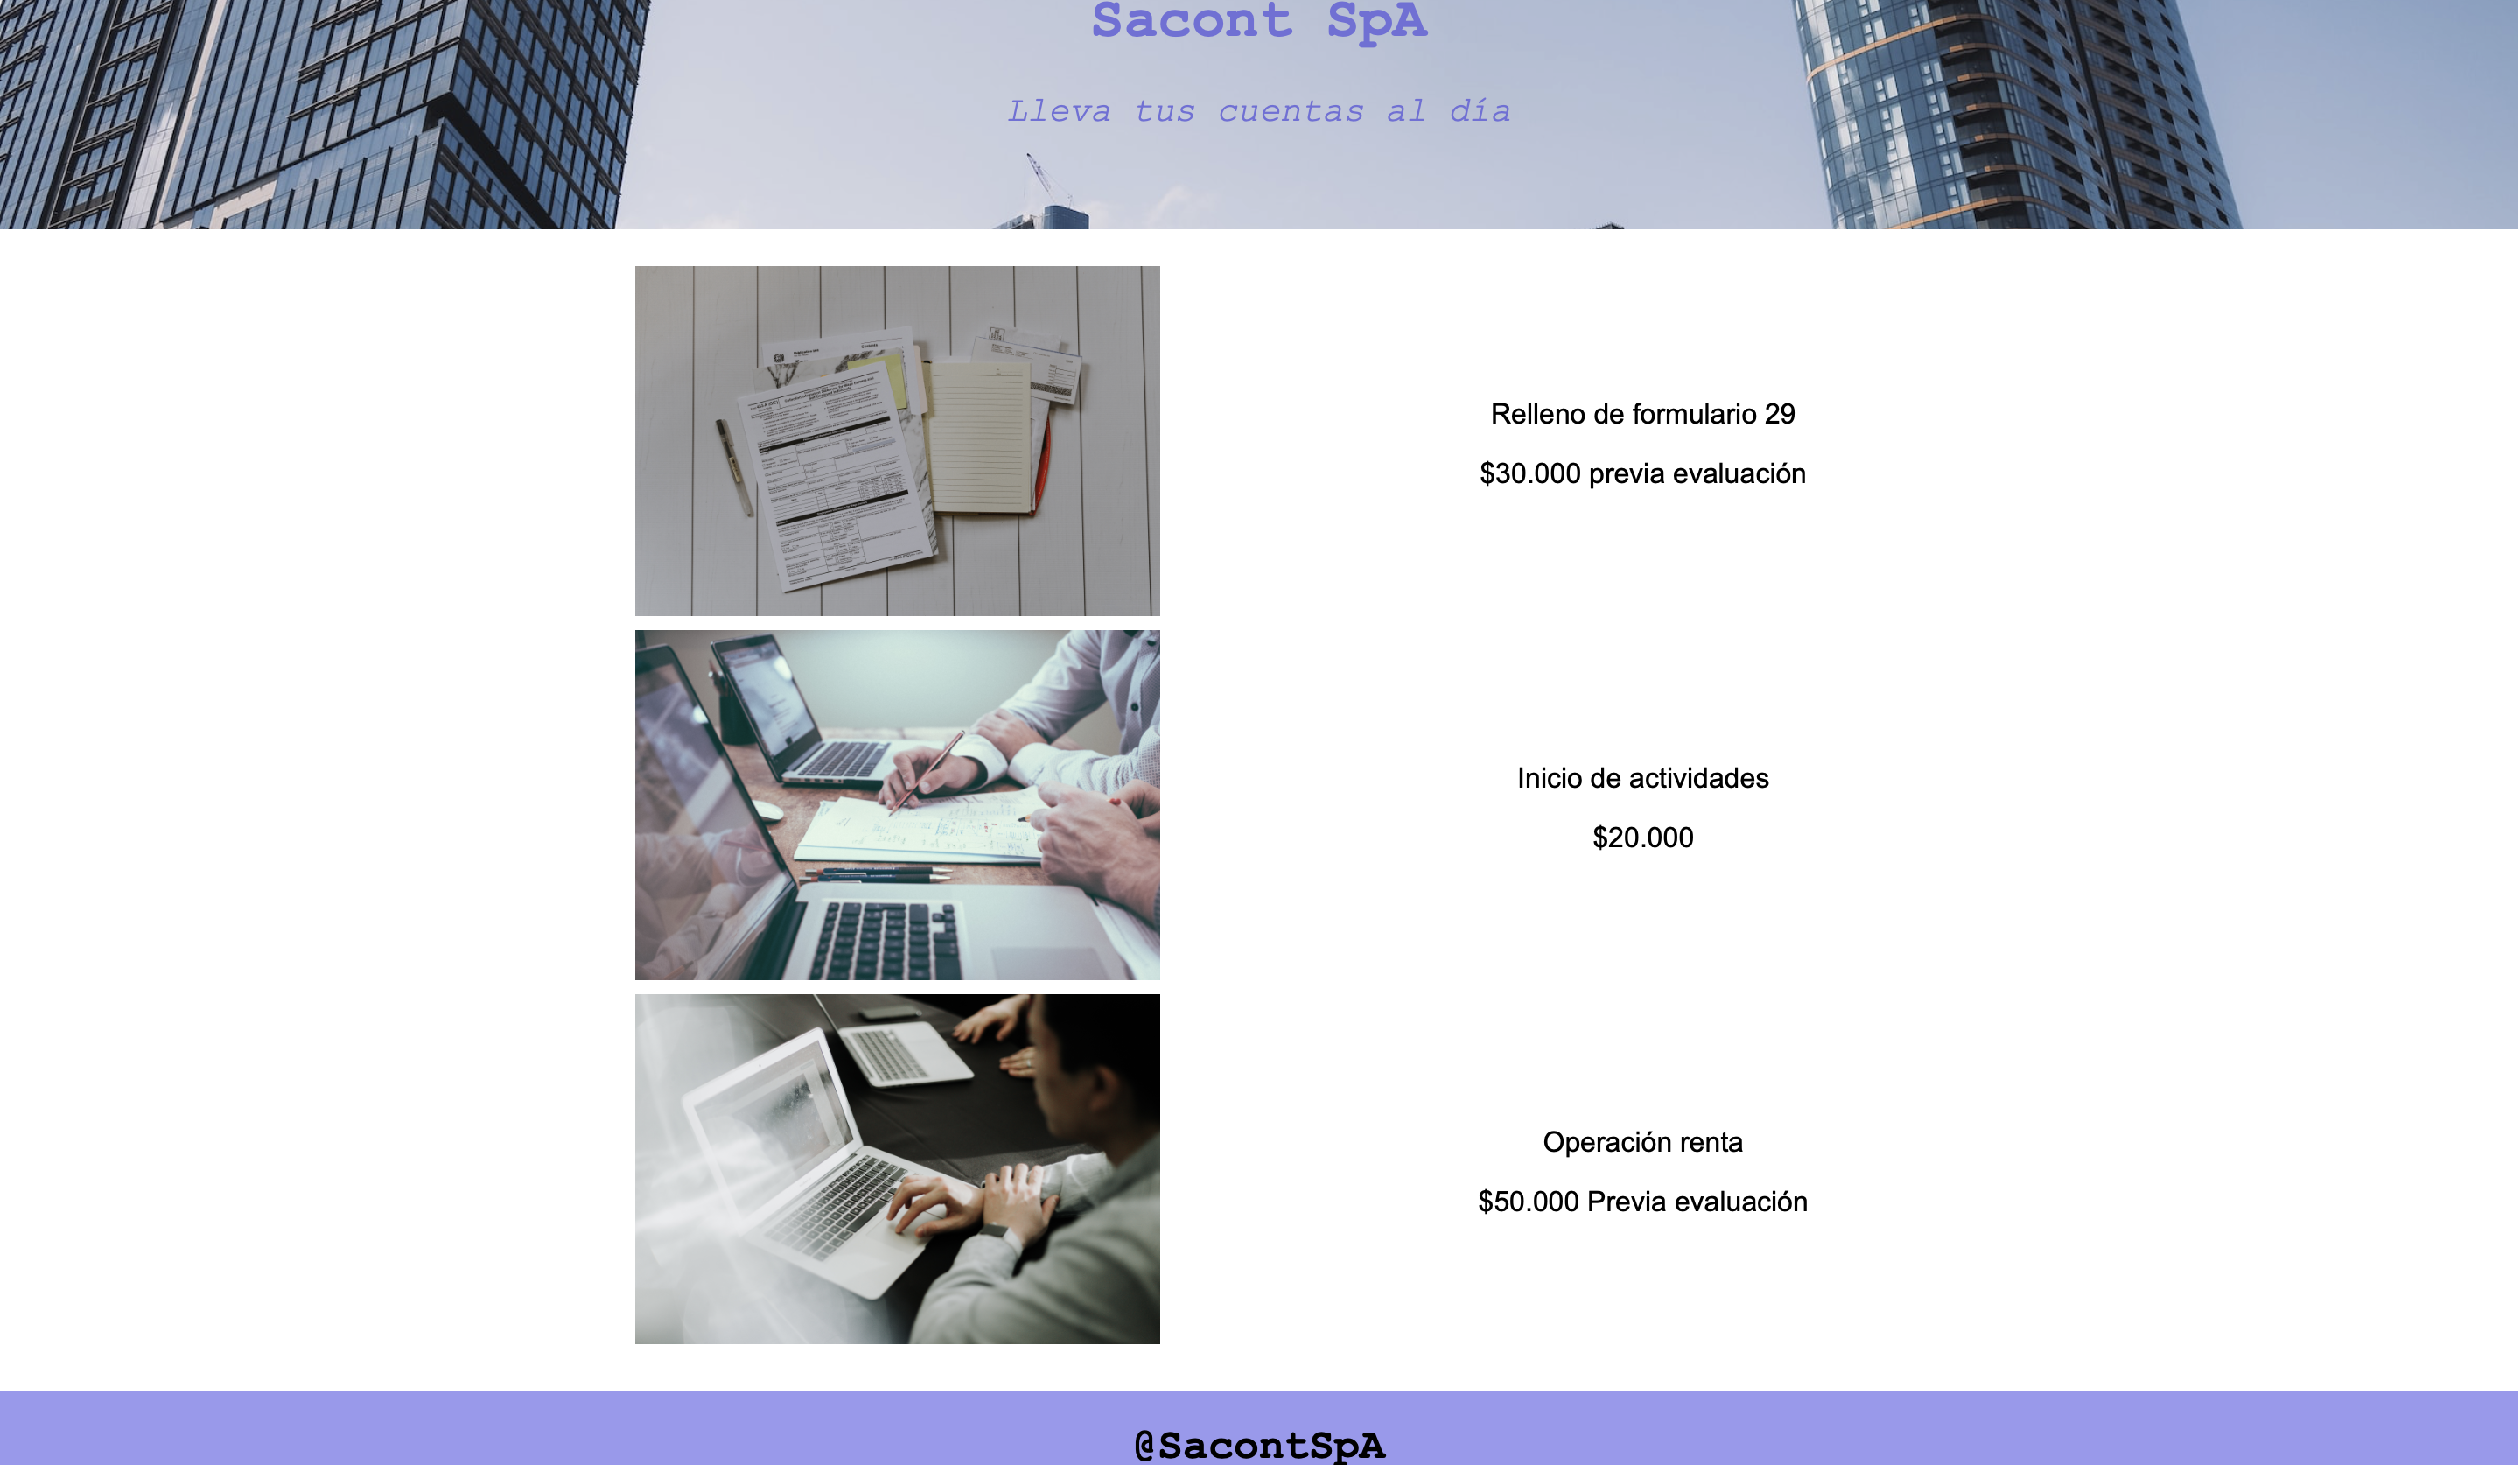 Sacont SpA
Lleva tus cuentas al día
Relleno de formulario 29
$30.000 previa evaluación
Inicio de actividades
$20.000
Operación renta
$50.000 Previa evaluación
@SacontSpA